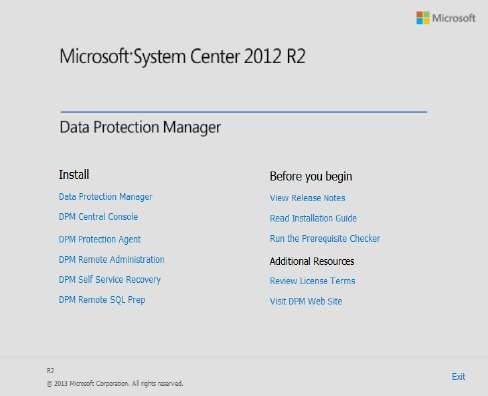 Microsoft
Microsoft® System Center 2012 R2
Data Protection Manager
Install
Data Protection Manager
DPM Central Console
DPM Protection Agent
DPM Remote Administration
DPM Self Service Recovery
DPM Remote SQL Prep
Before you begin
View Release Notes
Read Installation Guide
Run the Prerequisite Checker
Additional Resources
Review License Terms
Visit DPM Web Site
R2
© 2013 Microsoft Corporation. All rights reserved.
Exit